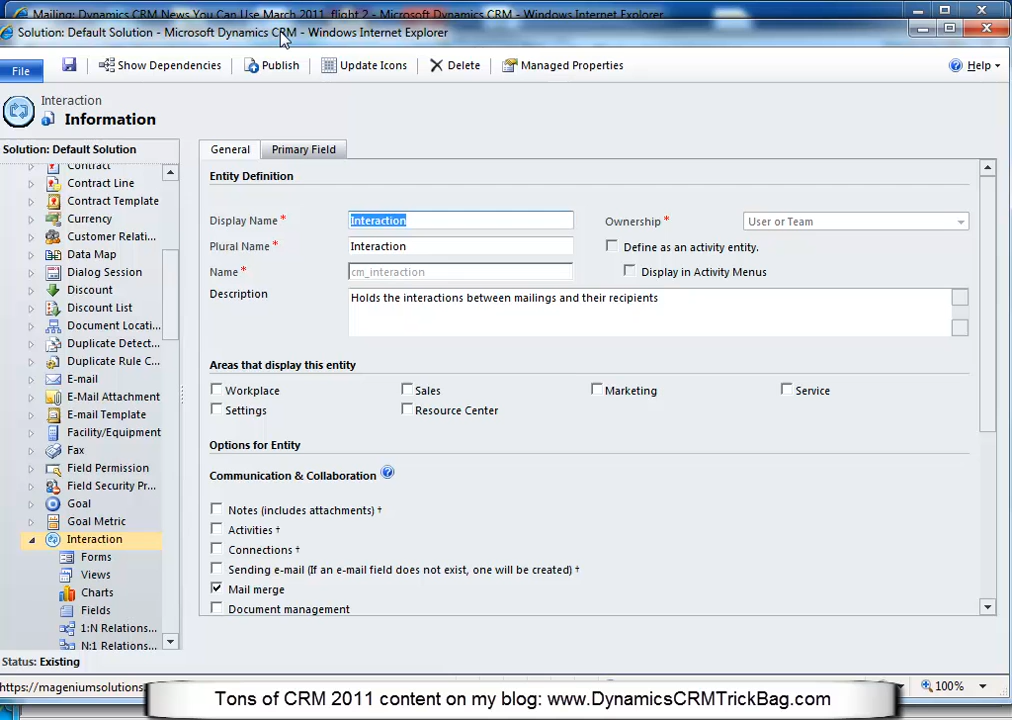 Mailing: Dynamics CRM News You Can Use March 2011, flight 2 - Microsoft Dynamics CRM - Windows Internet Explorer
Solution: Default Solution - Microsoft Dynamics CRM - Windows Internet Explorer
File
Show Dependencies
Publish
Update Icons
Delete
Managed Properties
Help
Interaction
Information
Solution: Default Solution
Contract
Contract Line
Contract Template
Currency
Customer Relati...
Data Map
Dialog Session
Discount
Discount List
Document Locati...
Duplicate Detect...
Duplicate Rule C...
E-mail
E-Mail Attachment
E-mail Template
Facility/Equipment
Fax
Field Permission
Field Security Pr...
Goal
Goal Metric
Interaction
Forms
Views
Charts
Fields
1:N Relations...
N:1 Relations...
General
Primary Field
Entity Definition
Display Name *
Interaction
Ownership *
User or Team
Plural Name *
Interaction
Define as an activity entity.
Name *
cm_interaction
Display in Activity Menus
Description
Holds the interactions between mailings and their recipients
Areas that display this entity
Workplace
Sales
Marketing
Service
Settings
Resource Center
Options for Entity
Communication & Collaboration
Notes (includes attachments) †
Activities †
Connections †
Sending e-mail (If an e-mail field does not exist, one will be created) †
Mail merge
Document management
Status: Existing
https://mageniumsolutions
100%
Tons of CRM 2011 content on my blog: www.DynamicsCRMTrickBag.com